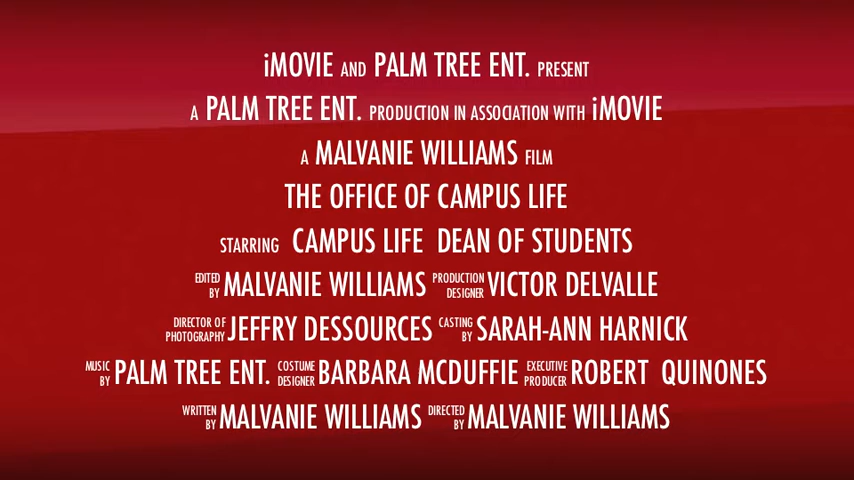 iMOVIE AND PALM TREE ENT. PRESENT
A PALM TREE ENT. PRODUCTION IN ASSOCIATION WITH iMOVIE
A MALVANIE WILLIAMS FILM
THE OFFICE OF CAMPUS LIFE
STARRING CAMPUS LIFE DEAN OF STUDENTS
EDITED BY MALVANIE WILLIAMS PRODUCTION DESIGNER VICTOR DELVALLE
DIRECTOR OF PHOTOGRAPHY JEFFRY DESSOURCES CASTING BY SARAH-ANN HARNICK
MUSIC BY PALM TREE ENT. COSTUME DESIGNER BARBARA MCDUFFIE EXECUTIVE PRODUCER ROBERT QUINONES
WRITTEN BY MALVANIE WILLIAMS DIRECTED BY MALVANIE WILLIAMS